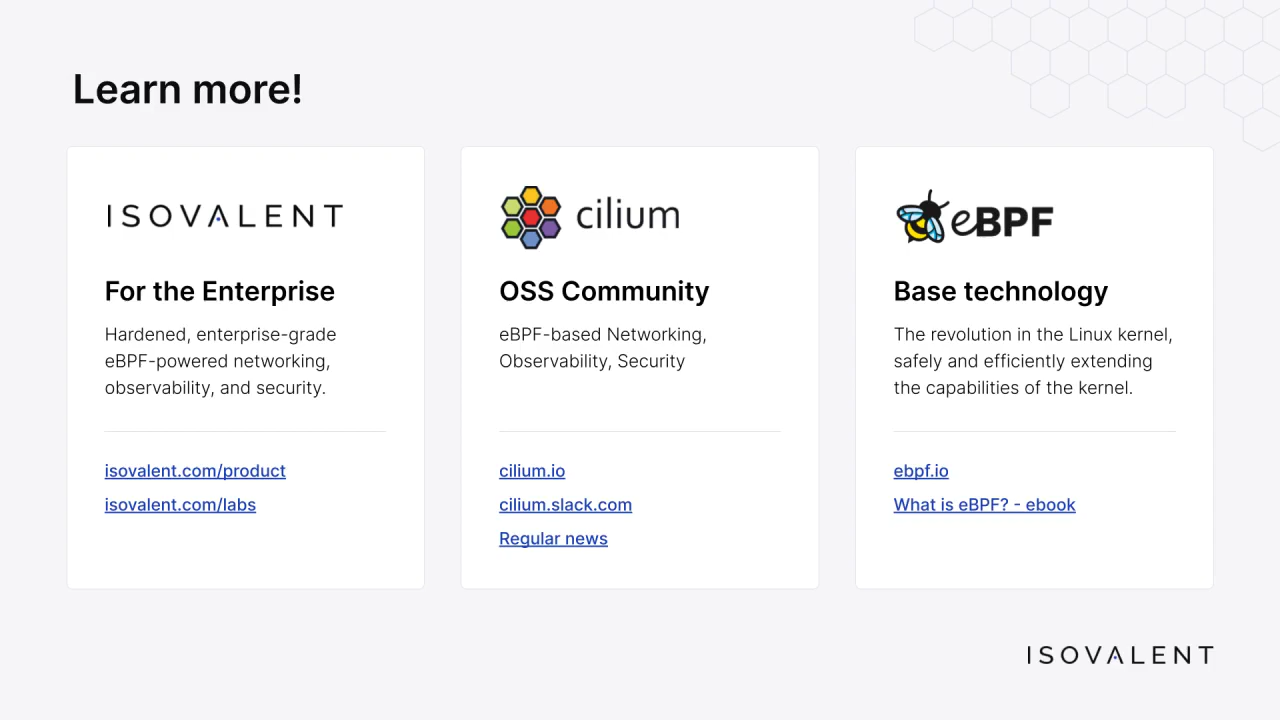 Learn more!
ISOVALENT
For the Enterprise
Hardened, enterprise-grade
eBPF-powered networking,
observability, and security.
isovalent.com/product
isovalent.com/labs
cilium
OSS Community
eBPF-based Networking,
Observability, Security
cilium.io
cilium.slack.com
Regular news
eBPF
Base technology
The revolution in the Linux kernel,
safely and efficiently extending
the capabilities of the kernel.
ebpf.io
What is eBPF? - ebook
ISOVALENT